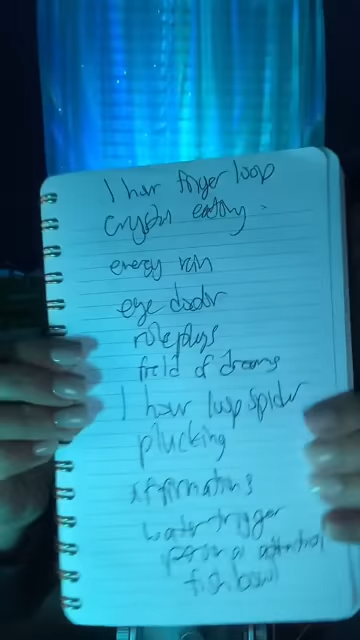 1 hour finger loop
crystal eating.
energy rain
eye doctor
roleplays
field of dreams
1 hour loop spider
plucking
affirmations
water trigger
personal attention
fishbowl